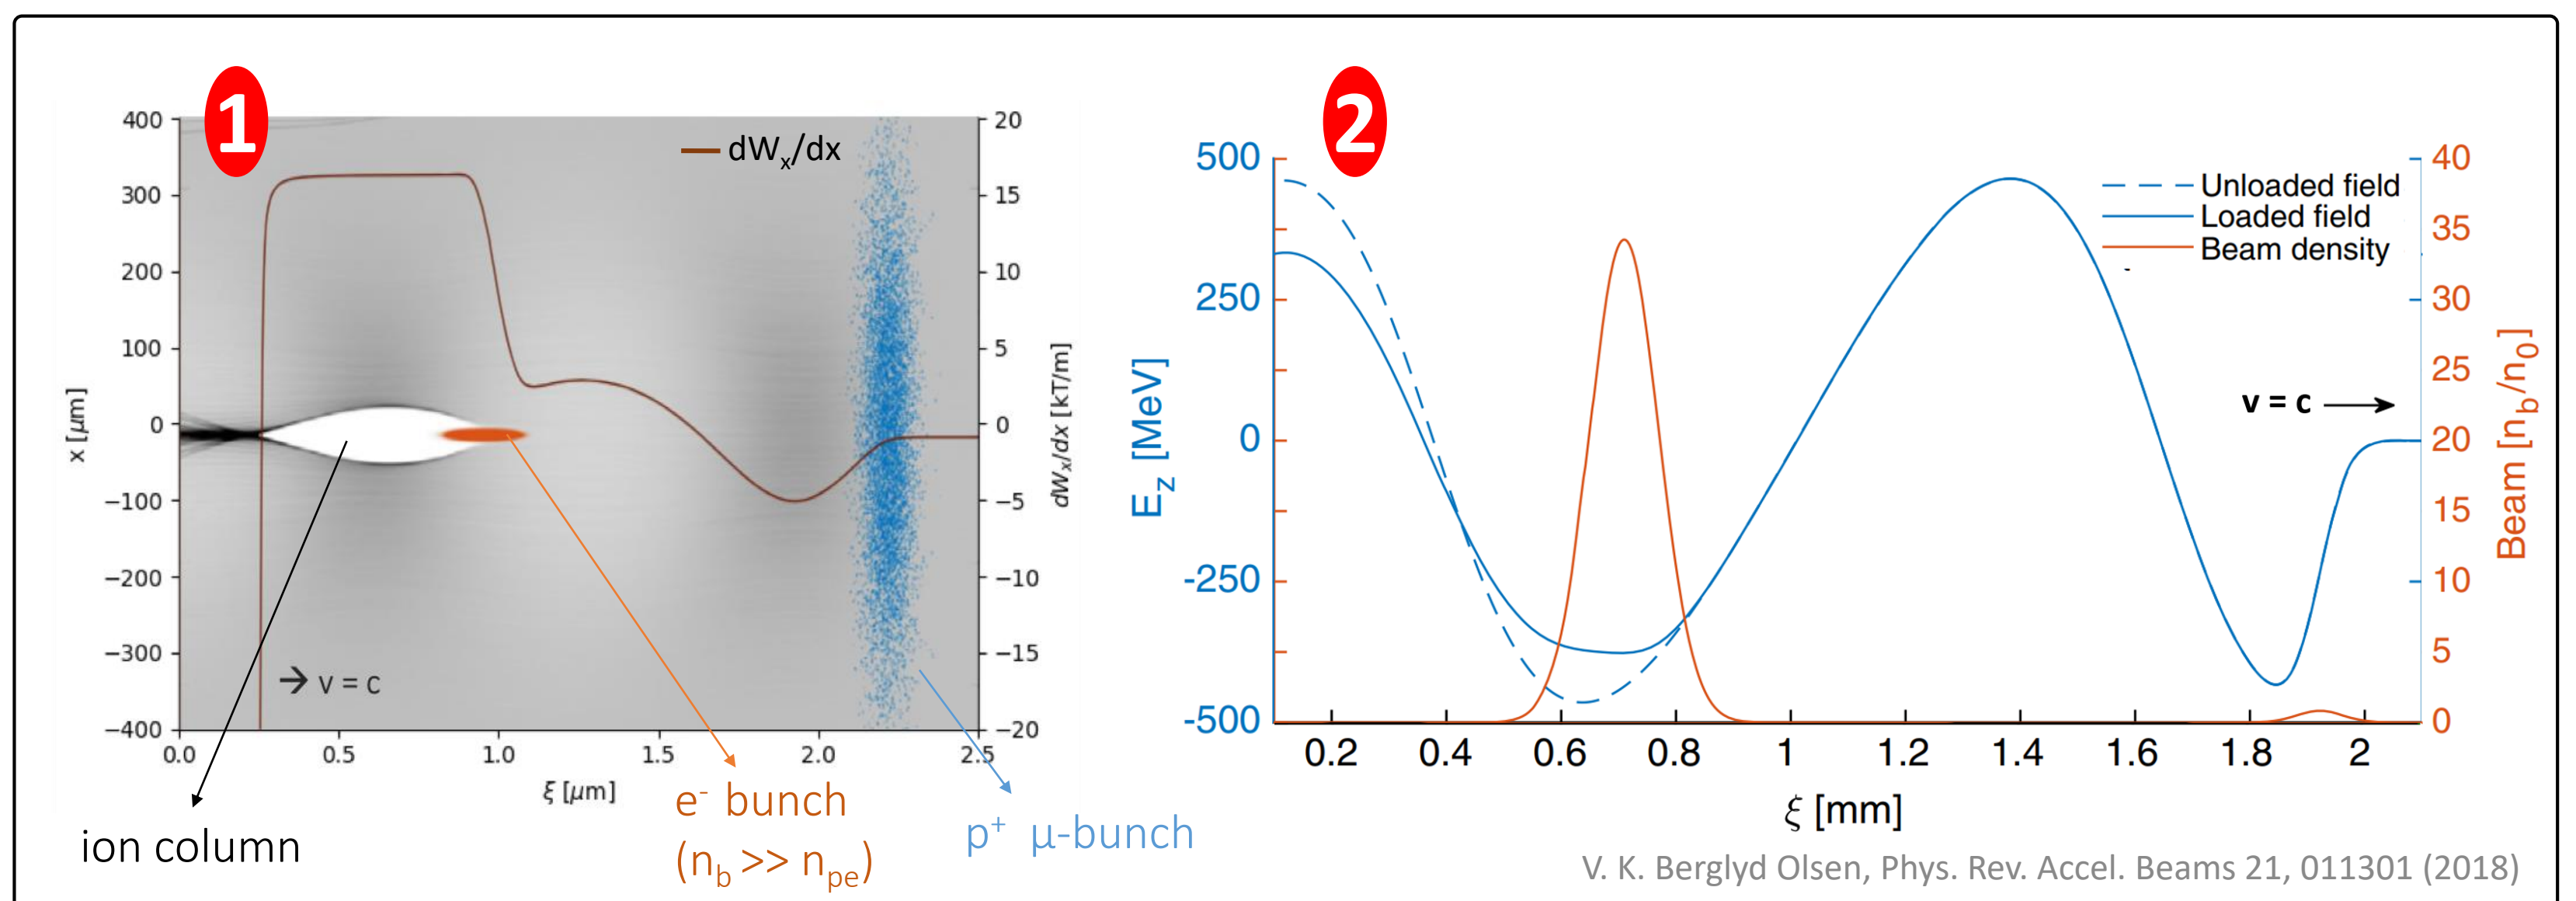 1
400
300
200
100
0
−100
−200
−300
−400
x [μm]
dWx/dx
→ v = c
20
15
10
5
0
−5
−10
−15
−20
dWx/dx [kT/m]
0.0 0.5 1.0 1.5 2.0 2.5
ξ [μm]
ion column
e- bunch
(nb >> npe)
p+ μ-bunch
2
500
250
0
-250
-500
Ez [MeV]
Unloaded field
Loaded field
Beam density
v = c
40
35
30
25
20
15
10
5
0
Beam [nb/n0]
0.2 0.4 0.6 0.8 1 1.2 1.4 1.6 1.8 2
ξ [mm]
V. K. Berglyd Olsen, Phys. Rev. Accel. Beams 21, 011301 (2018)